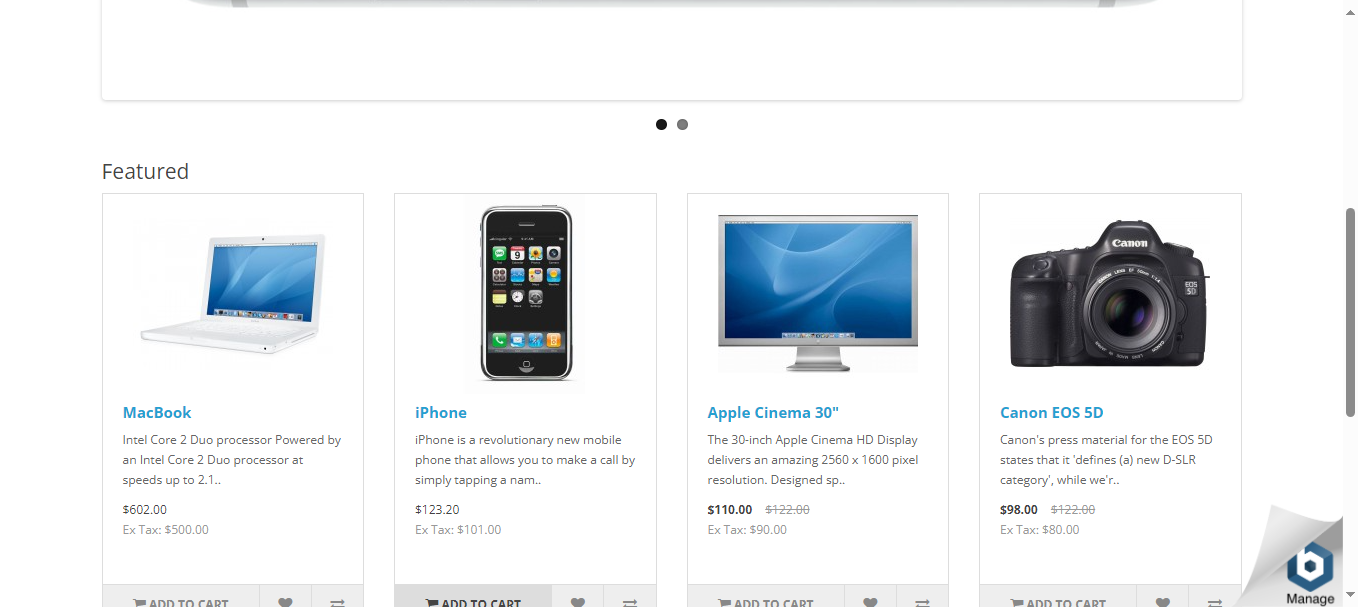 Featured
Canon
EOS
5D
MacBook
Intel Core 2 Duo processor Powered by
an Intel Core 2 Duo processor at
speeds up to 2.1..
$602.00
Ex Tax: $500.00
ADD TO CART
iPhone
iPhone is a revolutionary new mobile
phone that allows you to make a call by
simply tapping a nam..
$123.20
Ex Tax: $101.00
ADD TO CART
Apple Cinema 30"
The 30-inch Apple Cinema HD Display
delivers an amazing 2560 x 1600 pixel
resolution. Designed sp..
$110.00 $122.00
Ex Tax: $90.00
ADD TO CART
Canon EOS 5D
Canon's press material for the EOS 5D
states that it 'defines (a) new D-SLR
category', while we'r..
$98.00 $122.00
Ex Tax: $80.00
ADD TO CART
b
Manage